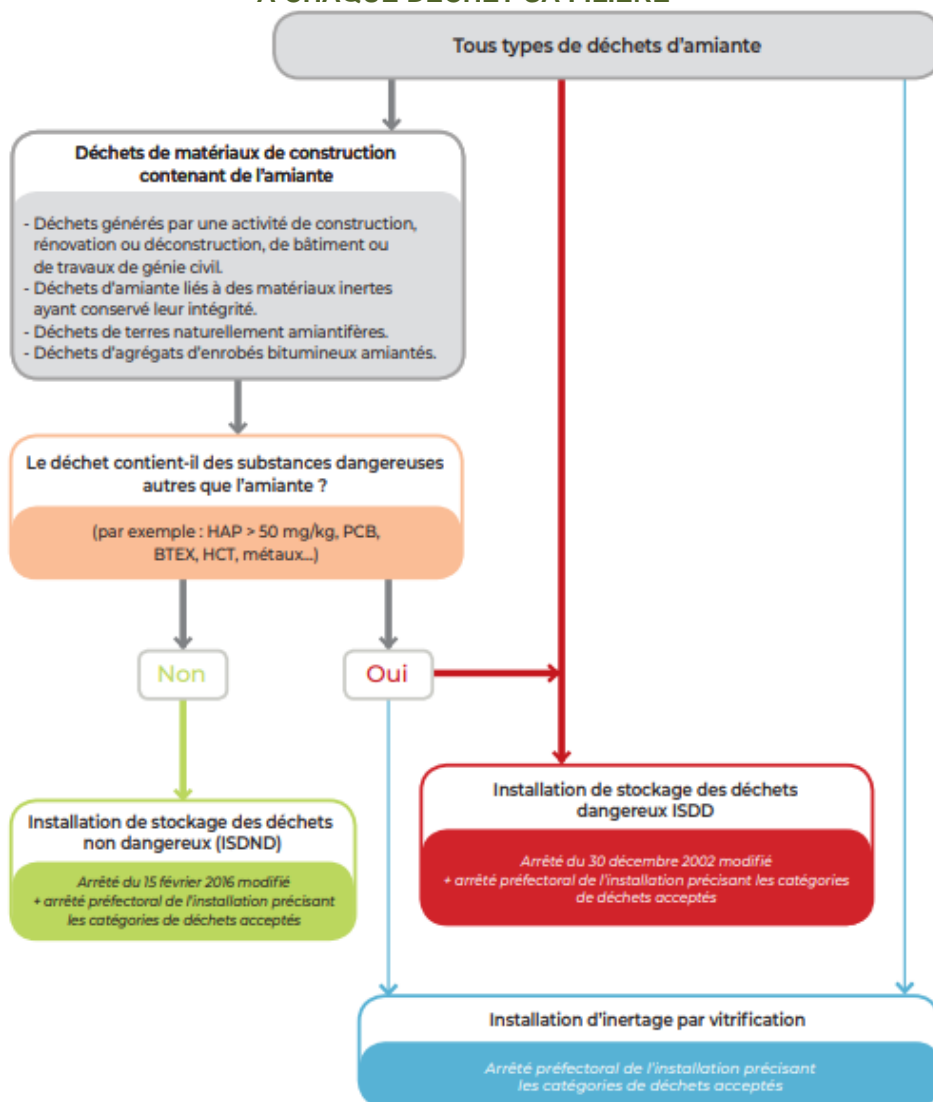 À CHAQUE DÉCHET SA FILIÈRE
Tous types de déchets d'amiante
Déchets de matériaux de construction
contenant de l'amiante
- Déchets générés par une activité de construction,
rénovation ou déconstruction, de bâtiment ou
de travaux de génie civil.
- Déchets d'amiante liés à des matériaux inertes
ayant conservé leur intégrité.
- Déchets de terres naturellement amiantifères.
- Déchets d'agrégats d'enrobés bitumineux amiantés.
Le déchet contient-il des substances dangereuses
autres que l'amiante ?
(par exemple : HAP > 50 mg/kg, PCB,
BTEX, HCT, métaux...)
Non
Oui
Installation de stockage des déchets
dangereux ISDD
Arrêté du 30 décembre 2002 modifié
+ arrêté préfectoral de l'installation précisant les catégories
de déchets acceptés
Installation de stockage des déchets
non dangereux (ISDND)
Arrêté du 15 février 2016 modifié
+ arrêté préfectoral de l'installation précisant
les catégories de déchets acceptés
Installation d'inertage par vitrification
Arrêté préfectoral de l'installation précisant
les catégories de déchets acceptés